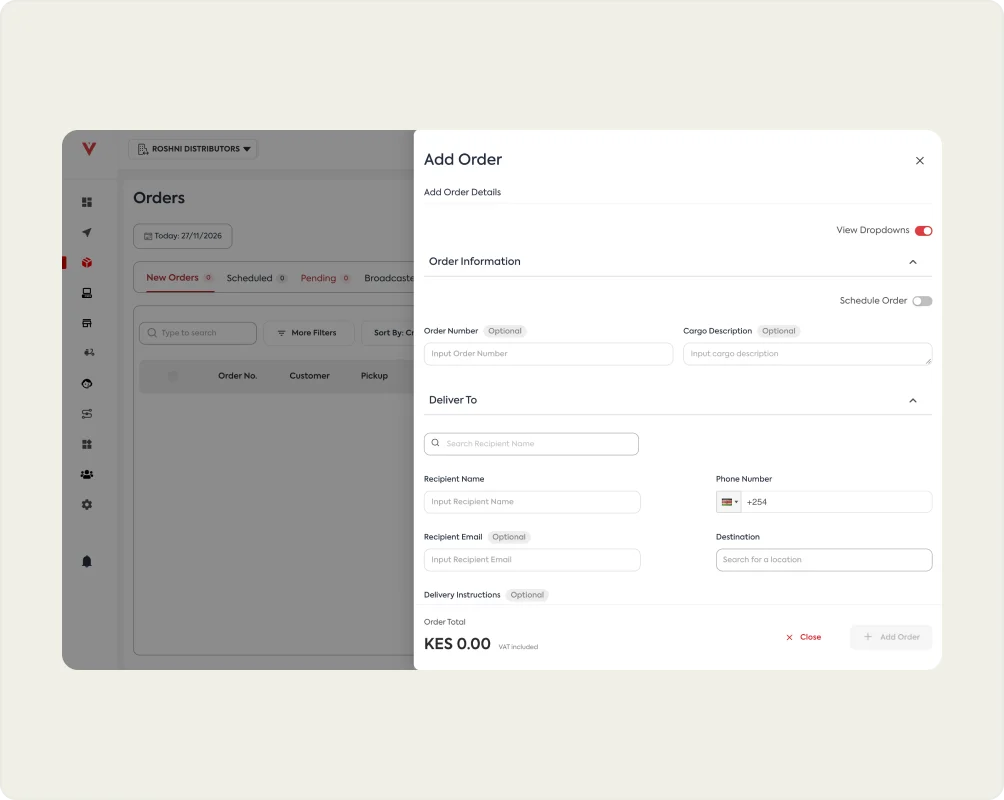 ROSHNI DISTRIBUTORS
Orders
Today: 27/11/2026
New Orders 0 Scheduled 0 Pending 0 Broadcaste
Type to search More Filters Sort By: Cr
Order No. Customer Pickup
Add Order
Add Order Details
View Dropdowns
Order Information
Schedule Order
Order Number Optional Cargo Description Optional
Input Order Number Input cargo description
Deliver To
Search Recipient Name
Recipient Name Phone Number
Input Recipient Name +254
Recipient Email Optional Destination
Input Recipient Email Search for a location
Delivery Instructions Optional
Order Total
KES 0.00 VAT included Close Add Order